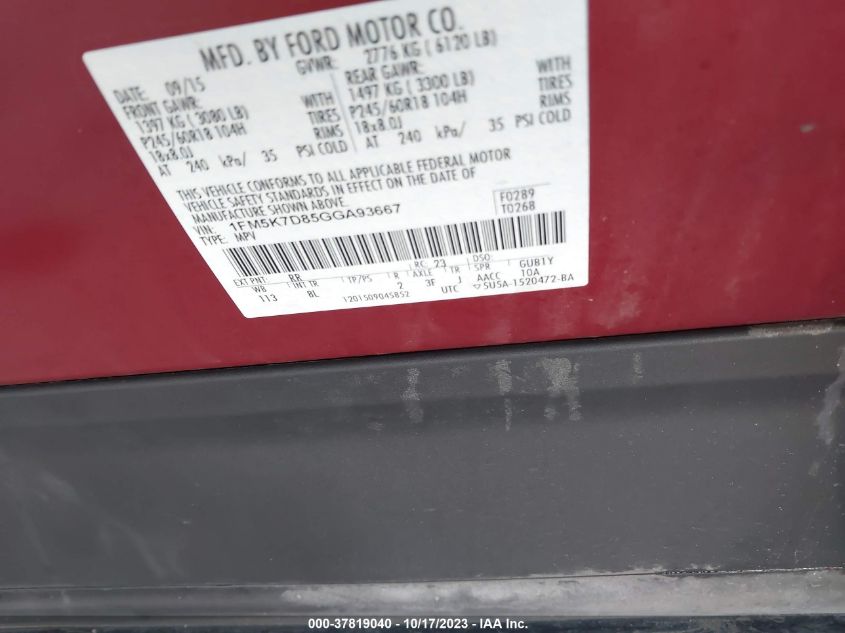 MFD. BY FORD MOTOR CO.
DATE: 09/15 GVWR: 2776 KG ( 6120 LB)
FRONT GAWR: REAR GAWR:
1397 KG ( 3080 LB) WITH 1497 KG ( 3300 LB) WITH
P245/60R18 104H TIRES P245/60R18 104H TIRES
18x8.0J RIMS 18x8.0J RIMS
AT 240 kPa/ 35 PSI COLD AT 240 kPa/ 35 PSI COLD
THIS VEHICLE CONFORMS TO ALL APPLICABLE FEDERAL MOTOR
VEHICLE SAFETY STANDARDS IN EFFECT ON THE DATE OF
MANUFACTURE SHOWN ABOVE.
VIN: 1FM5K7D85GGA93667 F0289
TYPE: MPV T0268
EXT PNT: RR RC: 23 DSO:
WB INT TR TP/PS R AXLE TR SPR GUB1Y
113 8L 2 3F J AACC 10A
1201509045852 UTC 5U5A-1520472-BA
000-37819040 - 10/17/2023 - IAA Inc.